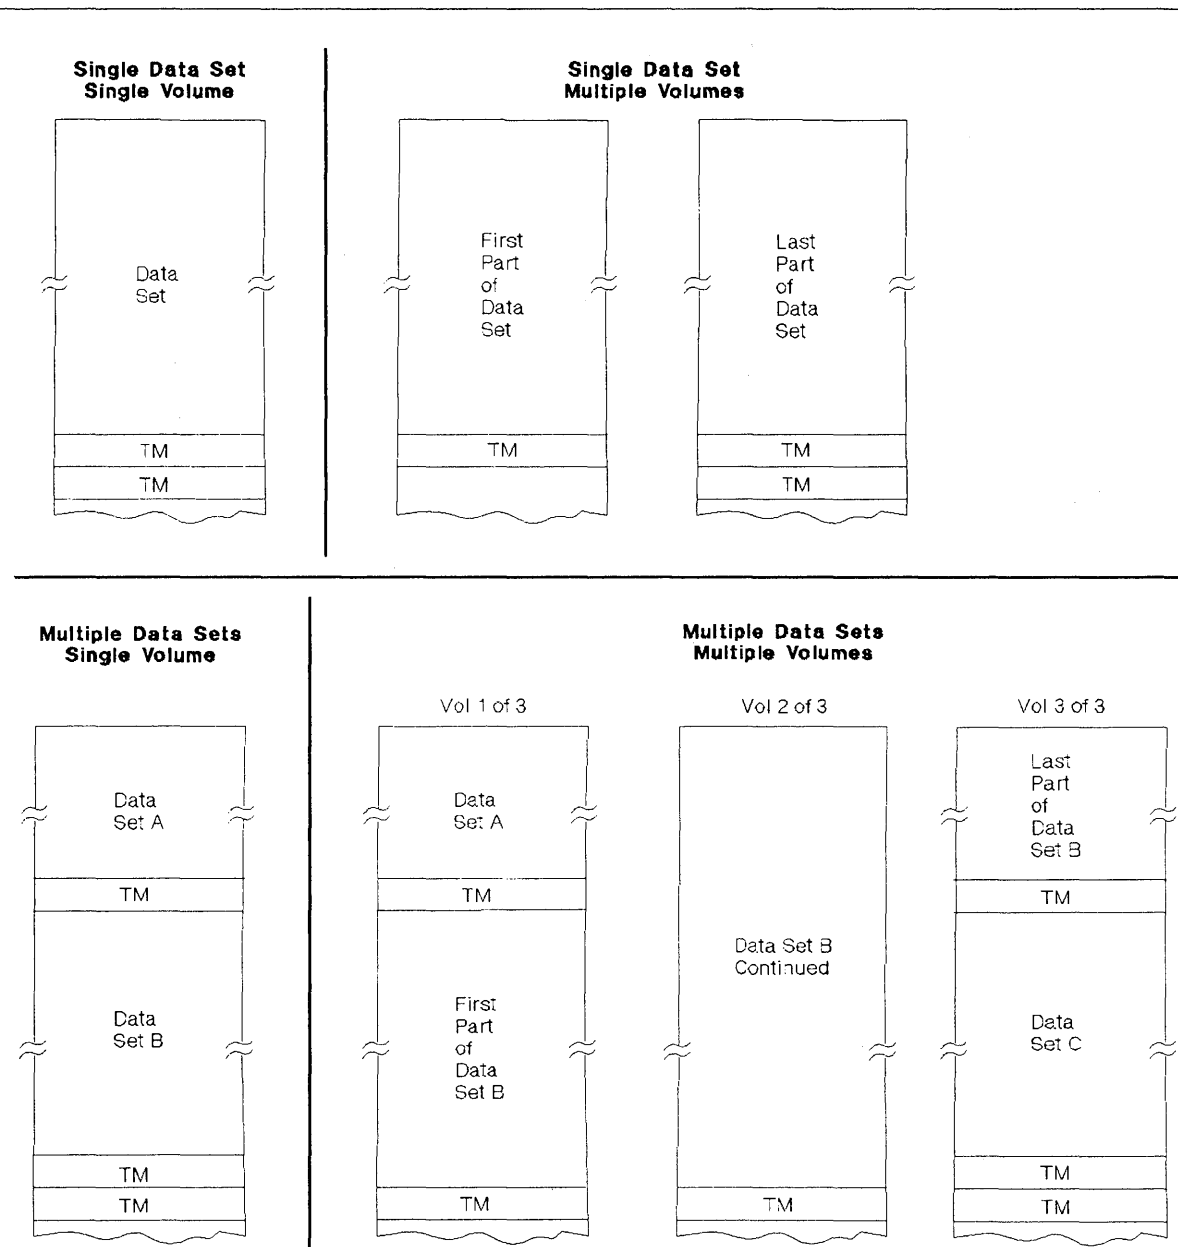 Single Data Set
Single Volume
Single Data Set
Multiple Volumes
Data
Set
TM
TM
First
Part
of
Data
Set
TM
Last
Part
of
Data
Set
TM
TM
Multiple Data Sets
Single Volume
Multiple Data Sets
Multiple Volumes
Data
Set A
TM
Data
Set B
TM
TM
Vol 1 of 3
Data
Set A
TM
First
Part
of
Data
Set B
TM
Vol 2 of 3
Data Set B
Continued
TM
Vol 3 of 3
Last
Part
of
Data
Set B
TM
Data
Set C
TM
TM